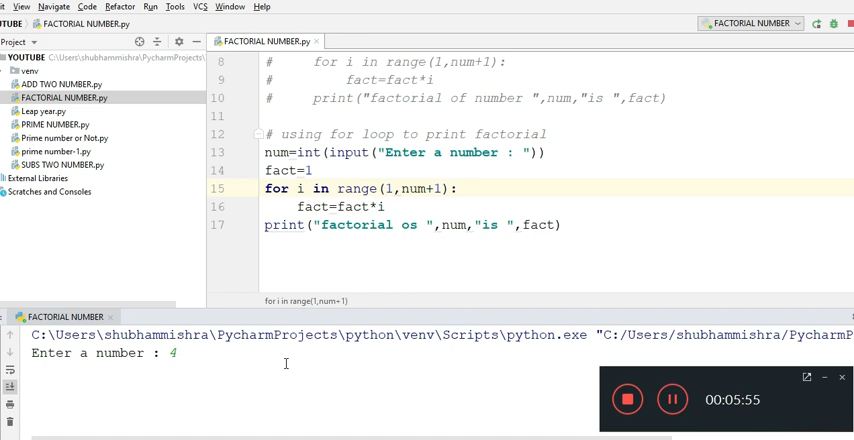 it View Navigate Code Refactor Run Tools VCS Window Help
UTUBE FACTORIAL NUMBER.py
FACTORIAL NUMBER
Project
FACTORIAL NUMBER.py
YOUTUBE C:\Users\shubhammishra\PycharmProjects\
venv
ADD TWO NUMBER.py
FACTORIAL NUMBER.py
Leap year.py
PRIME NUMBER.py
Prime number or Not.py
prime number-1.py
SUBS TWO NUMBER.py
External Libraries
Scratches and Consoles
8 # for i in range(1,num+1):
9 # fact=fact*i
10 # print("factorial of number ",num,"is ",fact)
11
12 # using for loop to print factorial
13 num=int(input("Enter a number : "))
14 fact=1
15 for i in range(1,num+1):
16 fact=fact*i
17 print("factorial os ",num,"is ",fact)
for i in range(1,num+1)
: FACTORIAL NUMBER
C:\Users\shubhammishra\PycharmProjects\python\venv\Scripts\python.exe "C:/Users/shubhammishra/PycharmP
Enter a number : 4
00:05:55